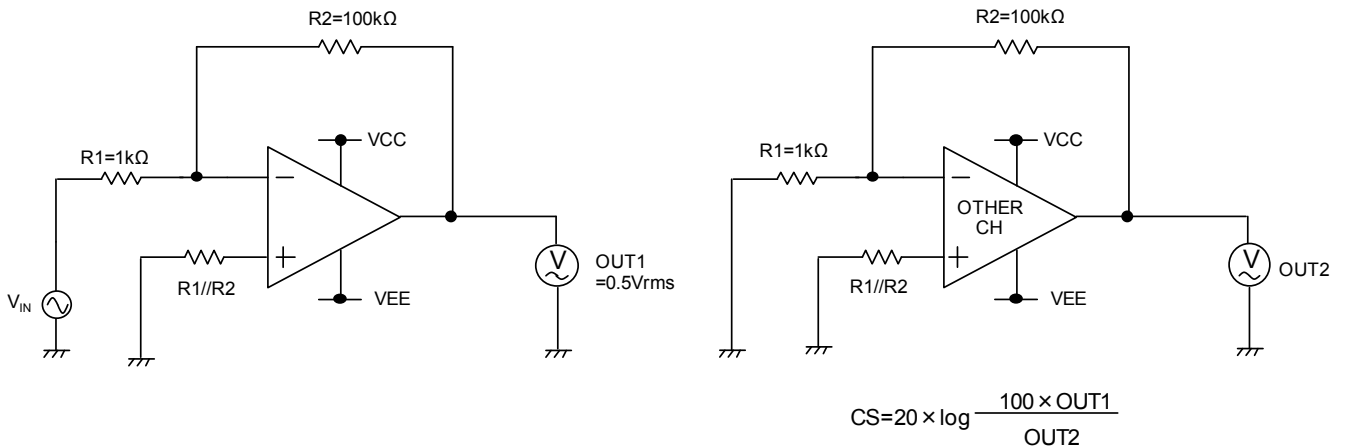 R2=100kΩ
VCC
R1=1kΩ
−
+
R1//R2
VEE
V_IN
V
OUT1
=0.5Vrms
R2=100kΩ
VCC
R1=1kΩ
−
OTHER
CH
+
R1//R2
VEE
V
OUT2
CS=20×log 100×OUT1
OUT2